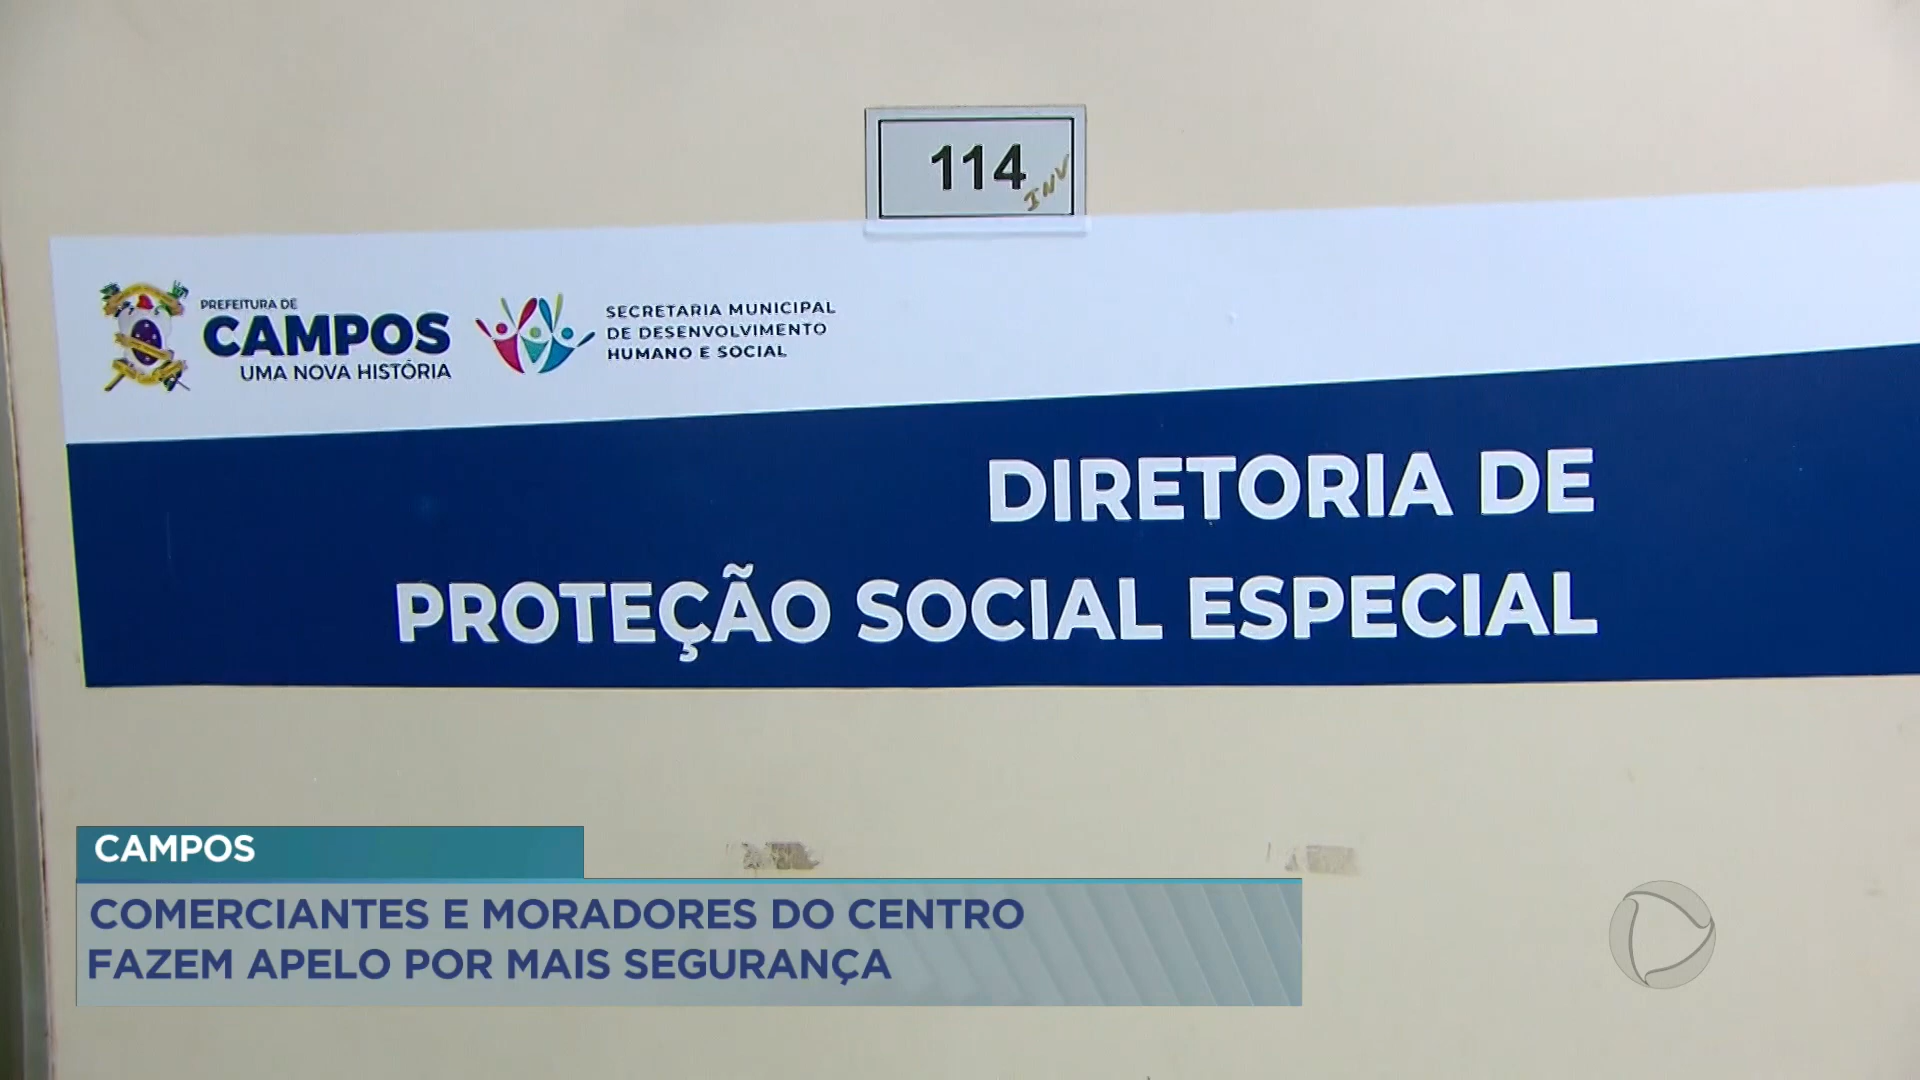 114
INV
PREFEITURA DE
CAMPOS
UMA NOVA HISTÓRIA
SECRETARIA MUNICIPAL
DE DESENVOLVIMENTO
HUMANO E SOCIAL
DIRETORIA DE
PROTEÇÃO SOCIAL ESPECIAL
CAMPOS
COMERCIANTES E MORADORES DO CENTRO
FAZEM APELO POR MAIS SEGURANÇA